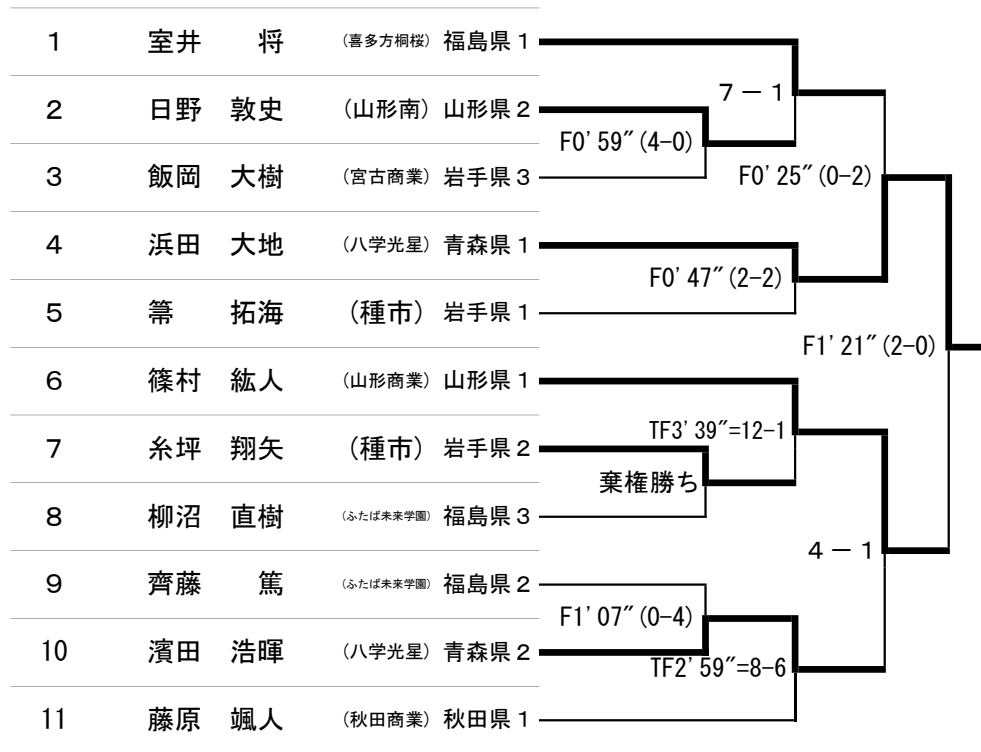 1 室井 将 (喜多方桐桜) 福島県 1
7－1
2 日野 敦史 (山形南) 山形県 2
F0'59″(4-0)
3 飯岡 大樹 (宮古商業) 岩手県 3
F0'25″(0-2)
4 浜田 大地 (八学光星) 青森県 1
F0'47″(2-2)
5 箒 拓海 (種市) 岩手県 1
F1'21″(2-0)
6 篠村 紘人 (山形商業) 山形県 1
TF3'39″=12-1
7 糸坪 翔矢 (種市) 岩手県 2
棄権勝ち
8 柳沼 直樹 (ふたば未来学園) 福島県 3
4－1
9 齊藤 篤 (ふたば未来学園) 福島県 2
F1'07″(0-4)
10 濱田 浩暉 (八学光星) 青森県 2
TF2'59″=8-6
11 藤原 颯人 (秋田商業) 秋田県 1